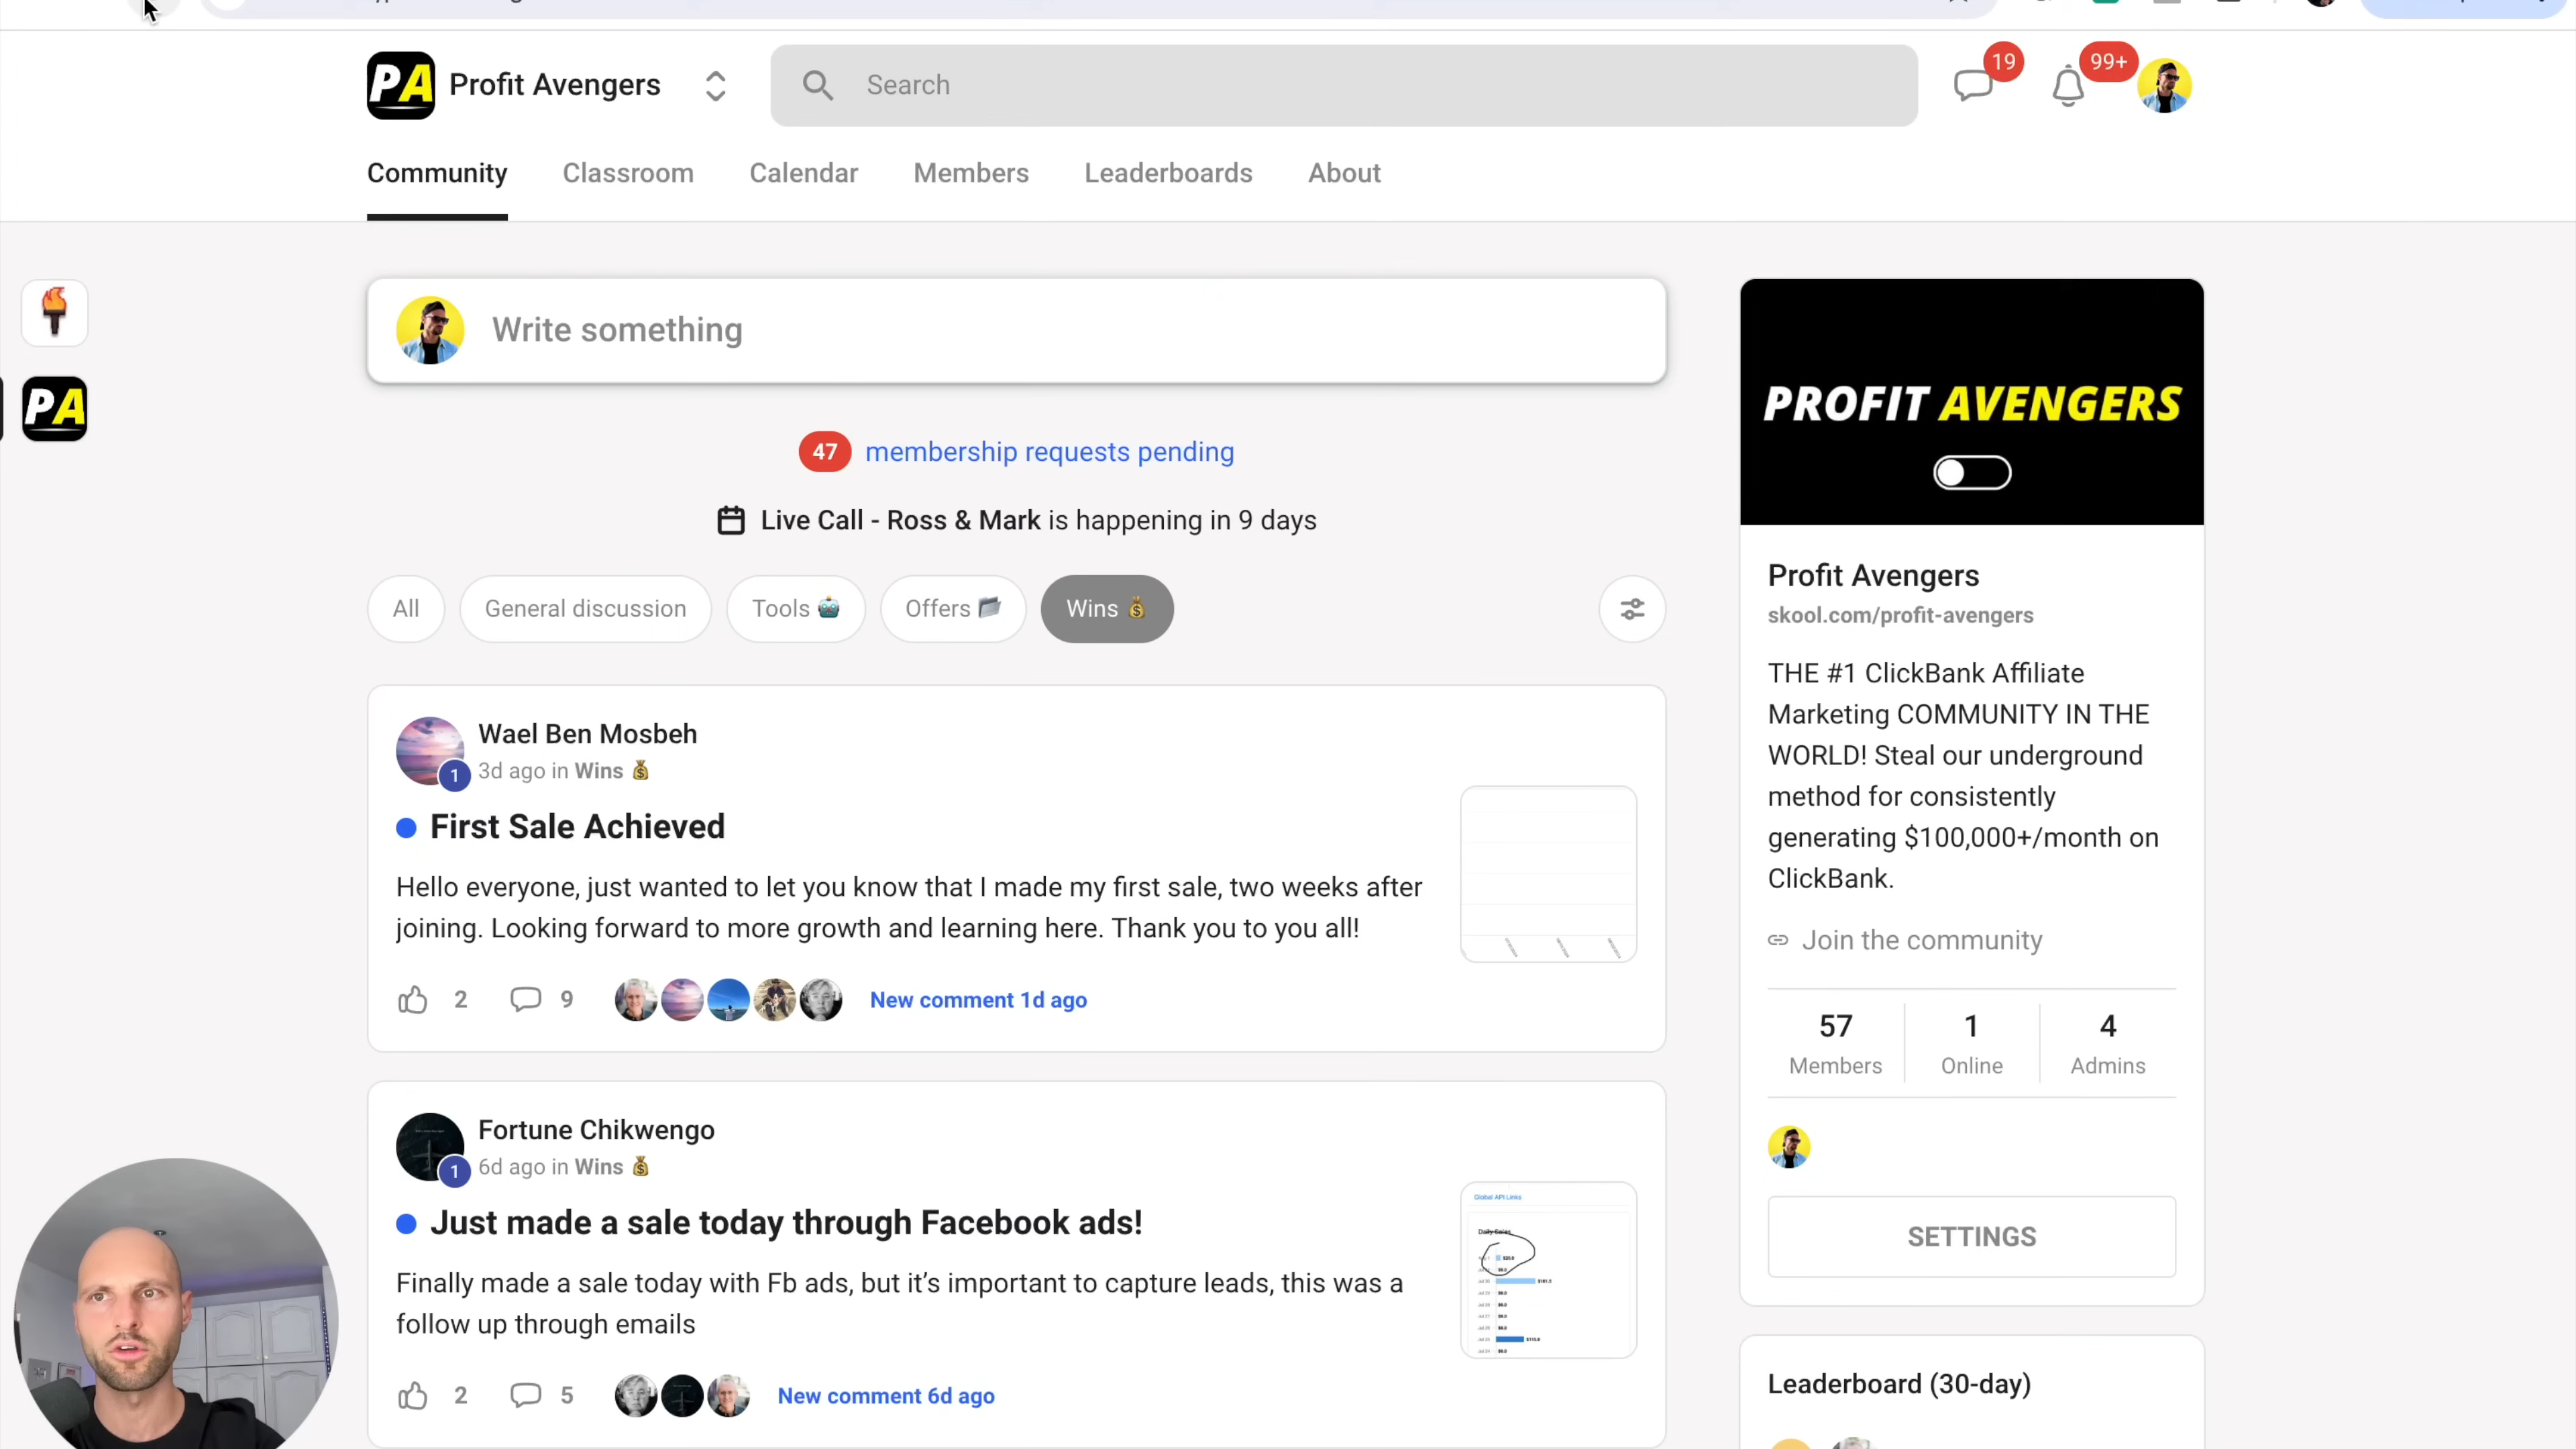 PA Profit Avengers
Search
19
99+
Community Classroom Calendar Members Leaderboards About
Write something
PA
47 membership requests pending
Live Call - Ross & Mark is happening in 9 days
All General discussion Tools Offers Wins
Wael Ben Mosbeh
1 3d ago in Wins
First Sale Achieved
Hello everyone, just wanted to let you know that I made my first sale, two weeks after
joining. Looking forward to more growth and learning here. Thank you to you all!
2 9 New comment 1d ago
Fortune Chikwengo
1 6d ago in Wins
Just made a sale today through Facebook ads!
Finally made a sale today with Fb ads, but it's important to capture leads, this was a
follow up through emails
Global API Links
Daily Sales
2 5 New comment 6d ago
PROFIT AVENGERS
Profit Avengers
skool.com/profit-avengers
THE #1 ClickBank Affiliate
Marketing COMMUNITY IN THE
WORLD! Steal our underground
method for consistently
generating $100,000+/month on
ClickBank.
Join the community
57 1 4
Members Online Admins
SETTINGS
Leaderboard (30-day)